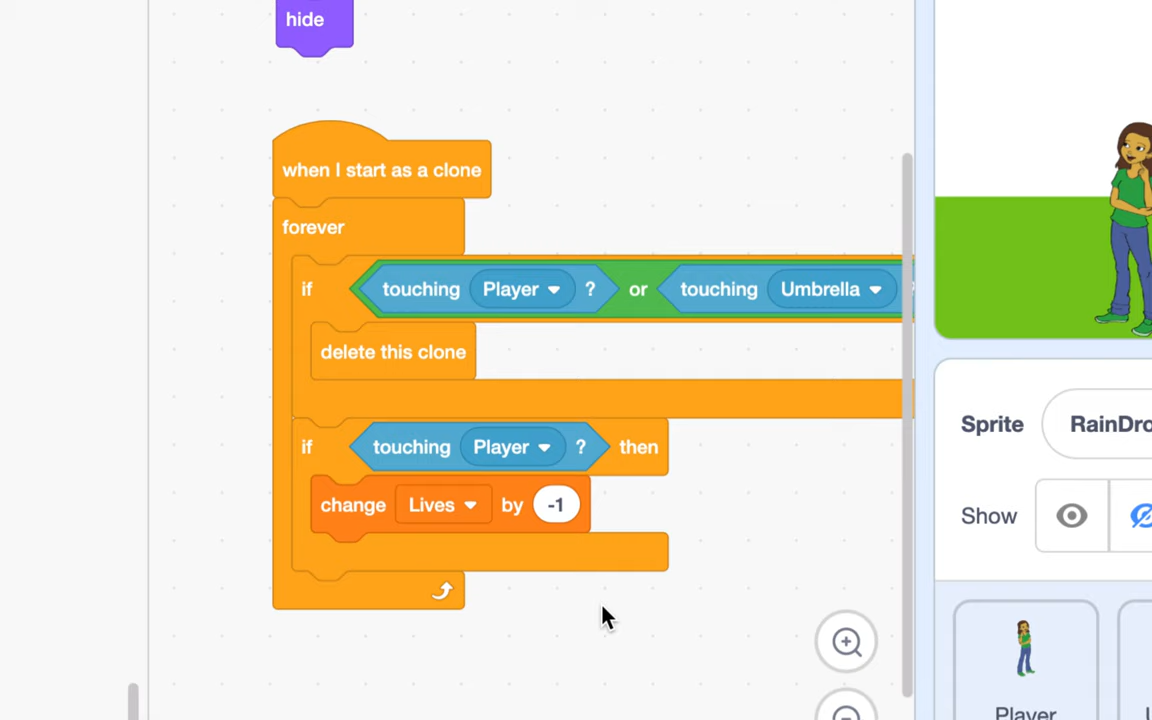 hide
when I start as a clone
forever
if touching Player ? or touching Umbrella
delete this clone
if touching Player ? then
change Lives by -1
Sprite RainDro
Show
Player